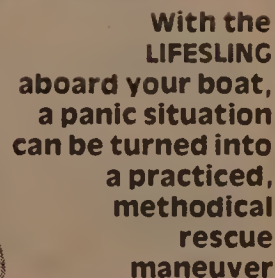 With the
LIFESLING
aboard your boat,
a panic situation
can be turned into
a practiced,
methodical
rescue
maneuver